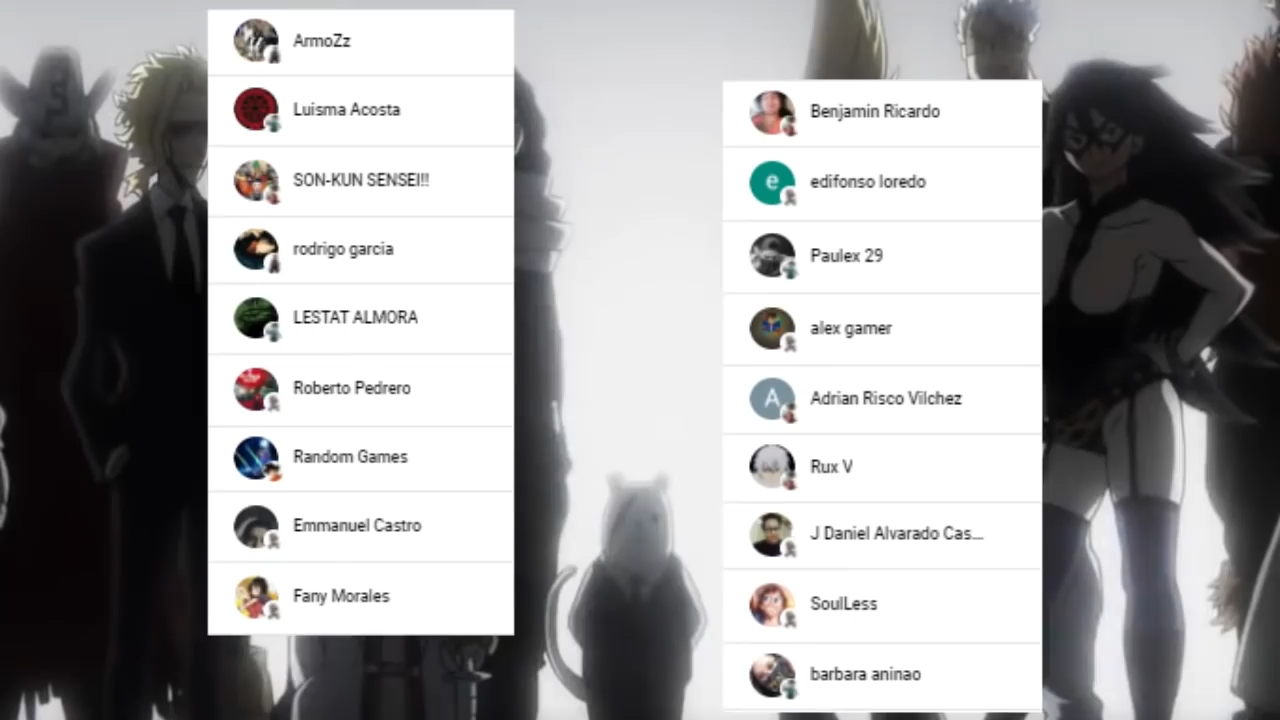 ArmoZz
Luisma Acosta
SON-KUN SENSEI!!
rodrigo garcia
LESTAT ALMORA
Roberto Pedrero
Random Games
Emmanuel Castro
Fany Morales
Benjamin Ricardo
e
edifonso loredo
Paulex 29
alex gamer
A
Adrian Risco Vilchez
Rux V
J Daniel Alvarado Cas...
SoulLess
barbara aninao
S